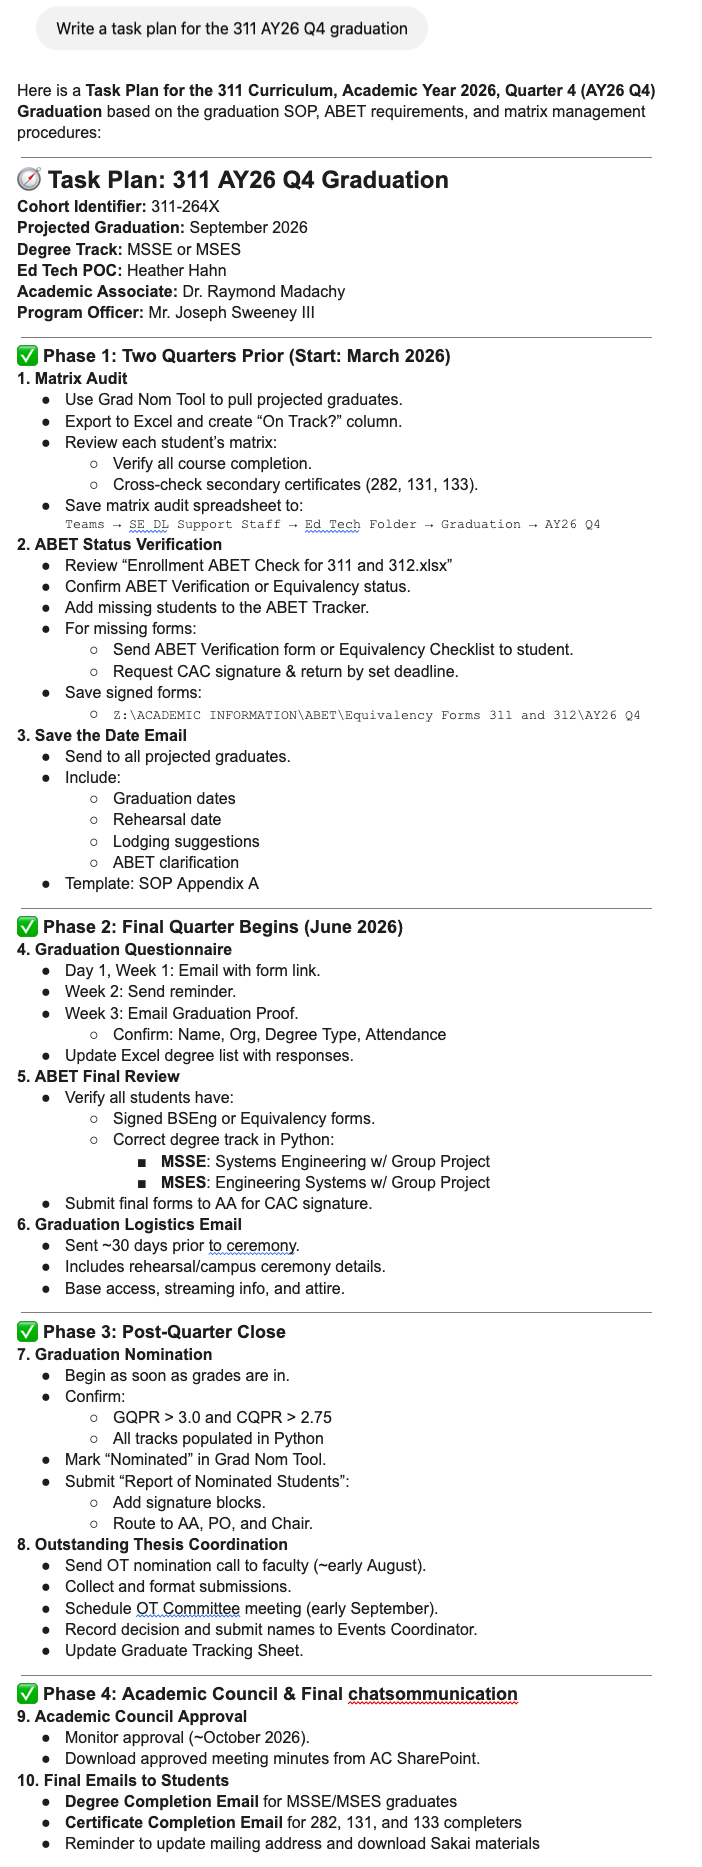 Write a task plan for the 311 AY26 Q4 graduation
Here is a Task Plan for the 311 Curriculum, Academic Year 2026, Quarter 4 (AY26 Q4)
Graduation based on the graduation SOP, ABET requirements, and matrix management
procedures:
🧭 Task Plan: 311 AY26 Q4 Graduation
Cohort Identifier: 311-264X
Projected Graduation: September 2026
Degree Track: MSSE or MSES
Ed Tech POC: Heather Hahn
Academic Associate: Dr. Raymond Madachy
Program Officer: Mr. Joseph Sweeney III
✅ Phase 1: Two Quarters Prior (Start: March 2026)
1. Matrix Audit
● Use Grad Nom Tool to pull projected graduates.
● Export to Excel and create “On Track?” column.
● Review each student’s matrix:
○ Verify all course completion.
○ Cross-check secondary certificates (282, 131, 133).
● Save matrix audit spreadsheet to:
Teams → SE DL Support Staff → Ed Tech Folder → Graduation → AY26 Q4
2. ABET Status Verification
● Review “Enrollment ABET Check for 311 and 312.xlsx”
● Confirm ABET Verification or Equivalency status.
● Add missing students to the ABET Tracker.
● For missing forms:
○ Send ABET Verification form or Equivalency Checklist to student.
○ Request CAC signature & return by set deadline.
● Save signed forms:
○ Z:\ACADEMIC INFORMATION\ABET\Equivalency Forms 311 and 312\AY26 Q4
3. Save the Date Email
● Send to all projected graduates.
● Include:
○ Graduation dates
○ Rehearsal date
○ Lodging suggestions
○ ABET clarification
● Template: SOP Appendix A
✅ Phase 2: Final Quarter Begins (June 2026)
4. Graduation Questionnaire
● Day 1, Week 1: Email with form link.
● Week 2: Send reminder.
● Week 3: Email Graduation Proof.
○ Confirm: Name, Org, Degree Type, Attendance
● Update Excel degree list with responses.
5. ABET Final Review
● Verify all students have:
○ Signed BSEng or Equivalency forms.
○ Correct degree track in Python:
■ MSSE: Systems Engineering w/ Group Project
■ MSES: Engineering Systems w/ Group Project
● Submit final forms to AA for CAC signature.
6. Graduation Logistics Email
● Sent ~30 days prior to ceremony.
● Includes rehearsal/campus ceremony details.
● Base access, streaming info, and attire.
✅ Phase 3: Post-Quarter Close
7. Graduation Nomination
● Begin as soon as grades are in.
● Confirm:
○ GQPR > 3.0 and CQPR > 2.75
○ All tracks populated in Python
● Mark “Nominated” in Grad Nom Tool.
● Submit “Report of Nominated Students”:
○ Add signature blocks.
○ Route to AA, PO, and Chair.
8. Outstanding Thesis Coordination
● Send OT nomination call to faculty (~early August).
● Collect and format submissions.
● Schedule OT Committee meeting (early September).
● Record decision and submit names to Events Coordinator.
● Update Graduate Tracking Sheet.
✅ Phase 4: Academic Council & Final chatsommunication
9. Academic Council Approval
● Monitor approval (~October 2026).
● Download approved meeting minutes from AC SharePoint.
10. Final Emails to Students
● Degree Completion Email for MSSE/MSES graduates
● Certificate Completion Email for 282, 131, and 133 completers
● Reminder to update mailing address and download Sakai materials